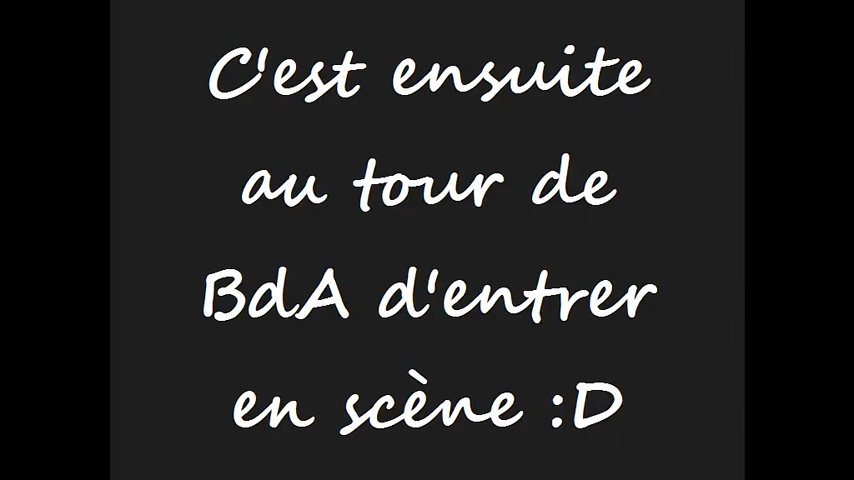 C'est ensuite
au tour de
BdA d'entrer
en scène :D